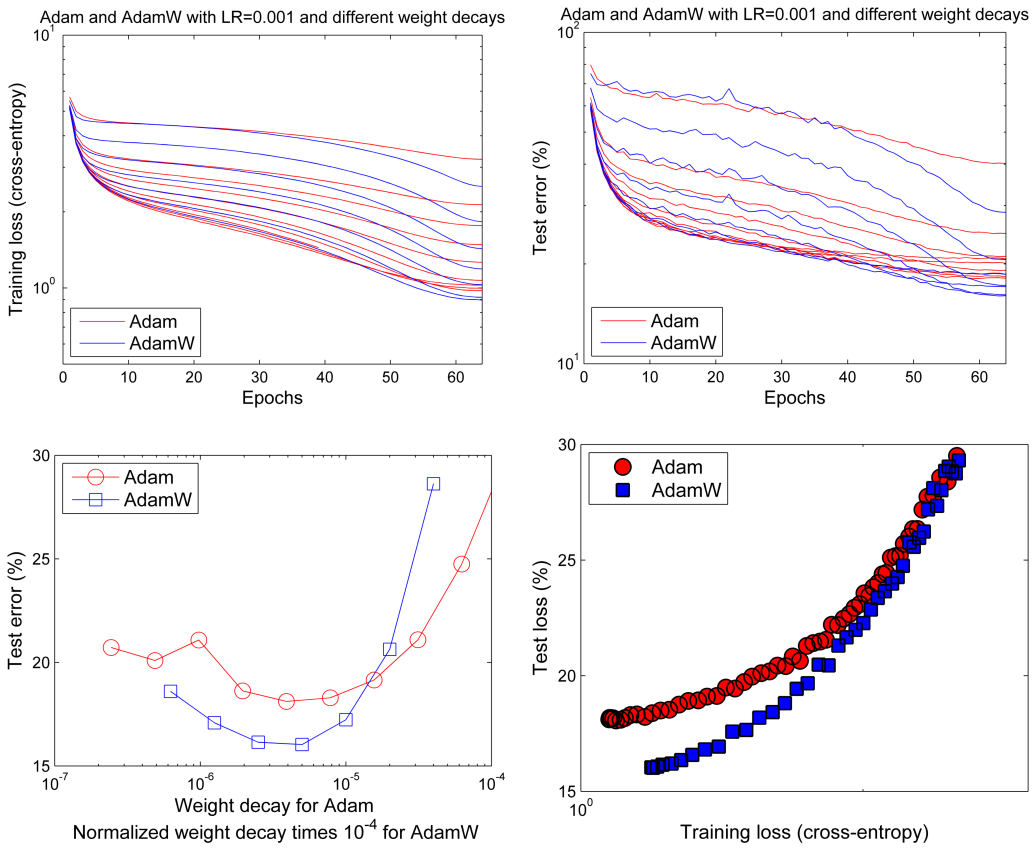 Adam and AdamW with LR=0.001 and different weight decays
10^1
10^0
Training loss (cross-entropy)
Adam
AdamW
0 10 20 30 40 50 60
Epochs
Adam and AdamW with LR=0.001 and different weight decays
10^2
10^1
Test error (%)
Adam
AdamW
0 10 20 30 40 50 60
Epochs
30
25
20
15
Test error (%)
Adam
AdamW
10^-7 10^-6 10^-5 10^-4
Weight decay for Adam
Normalized weight decay times 10^-4 for AdamW
30
25
20
15
Test loss (%)
Adam
AdamW
10^0
Training loss (cross-entropy)